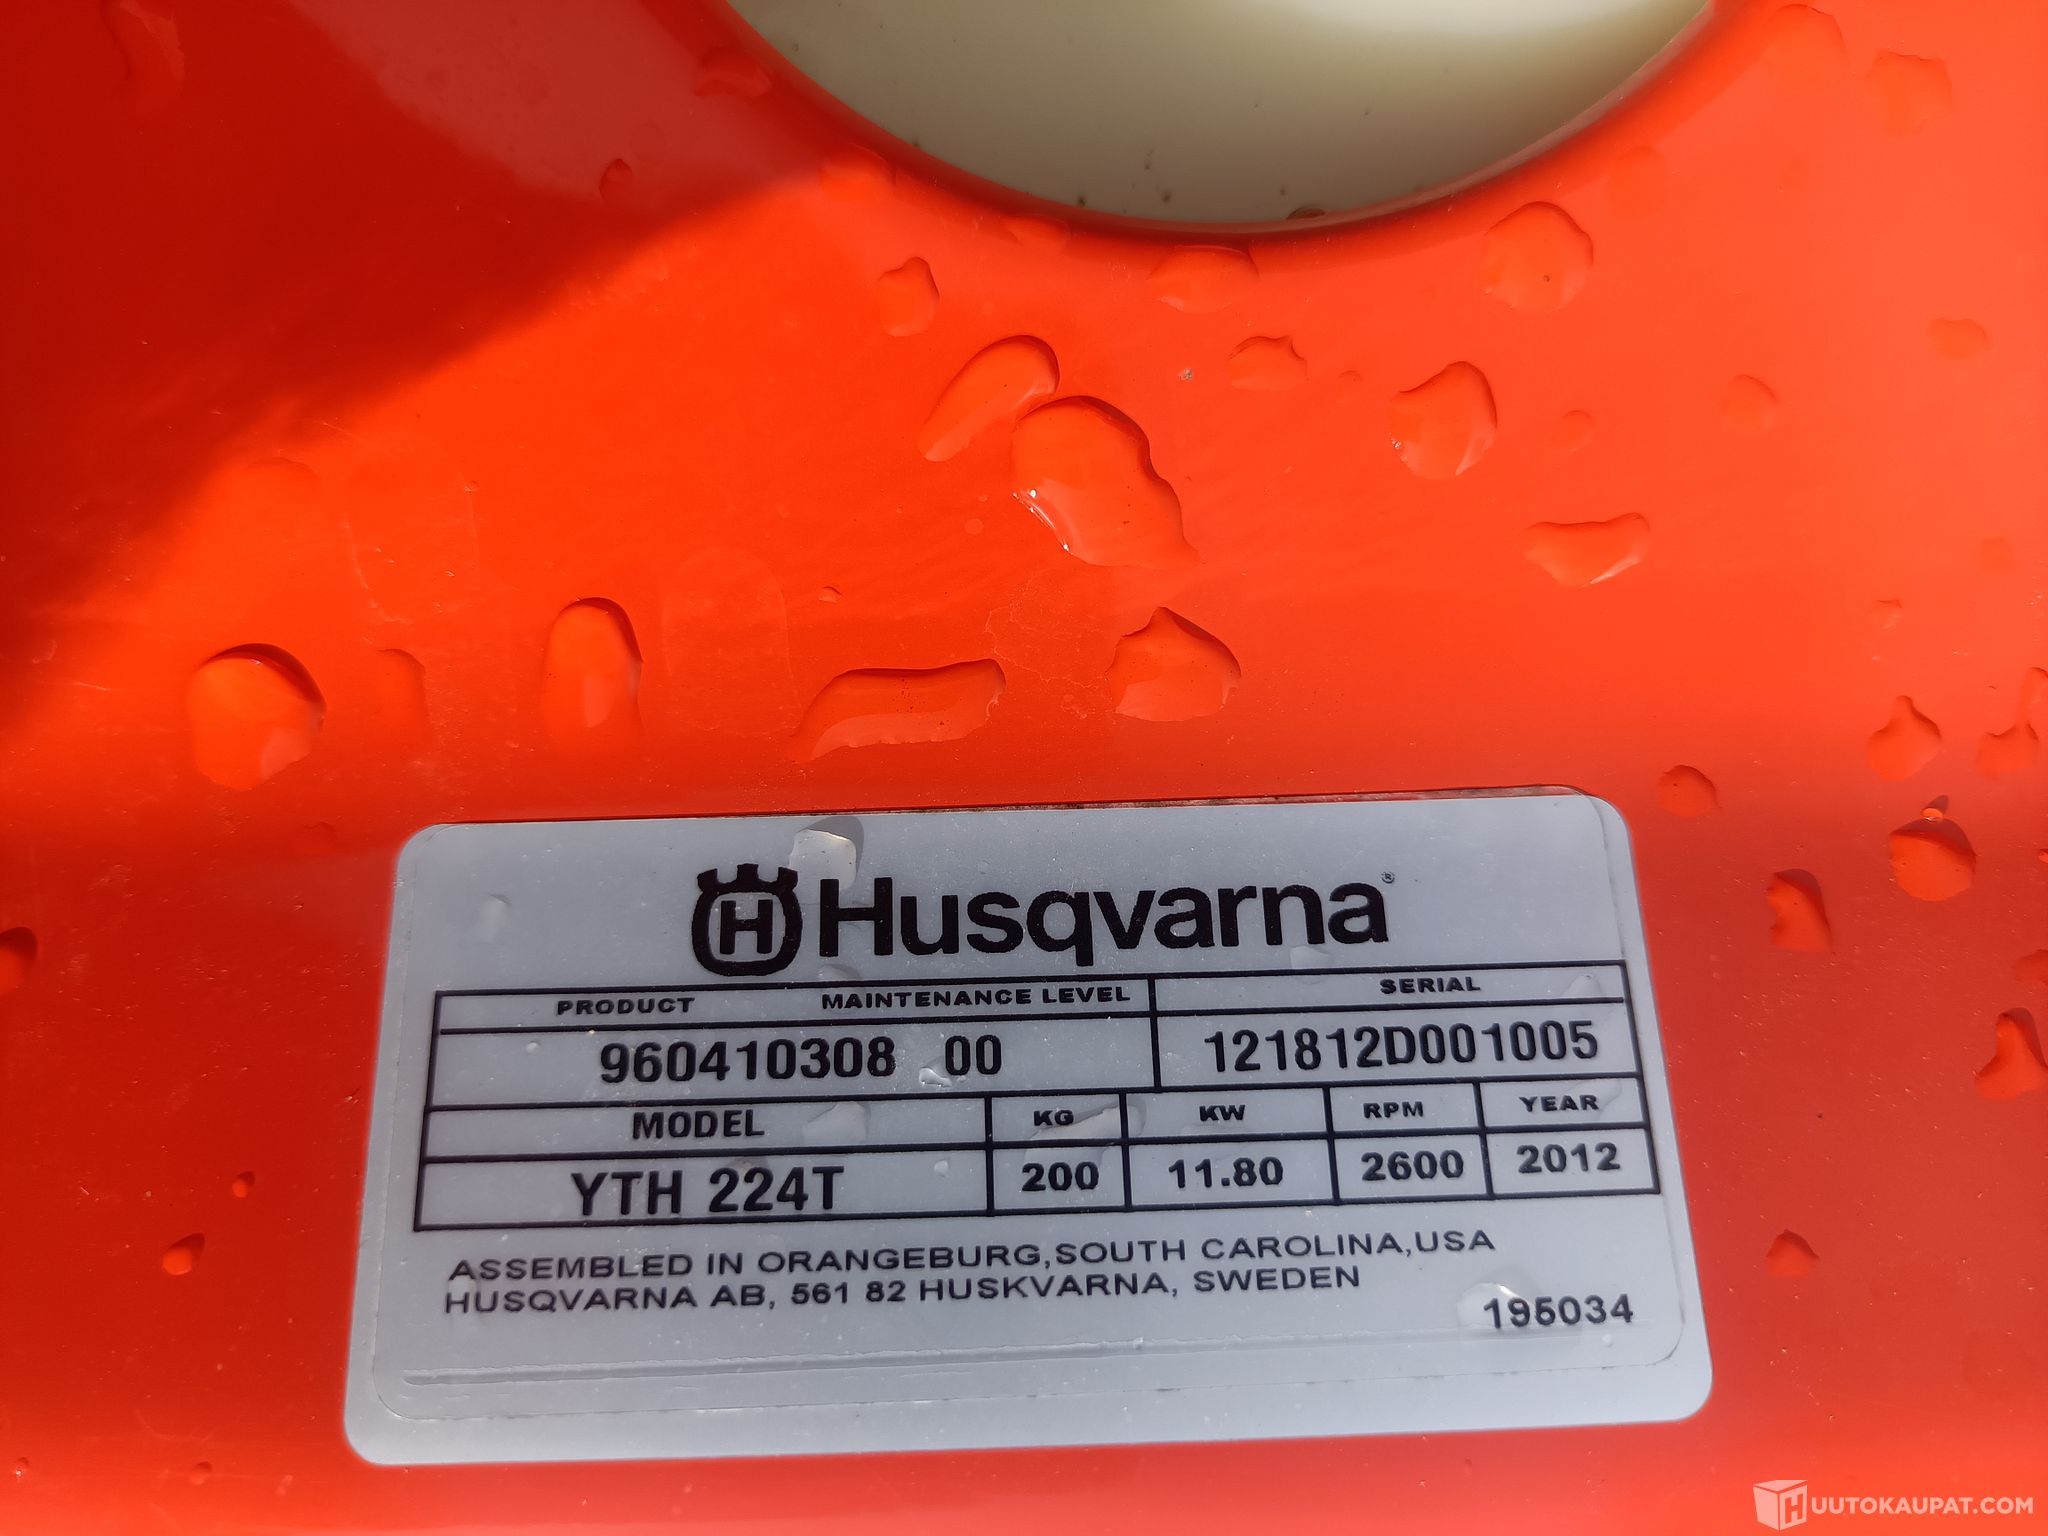 H Husqvarna®
PRODUCT MAINTENANCE LEVEL SERIAL
960410308 00 121812D001005
MODEL KG KW RPM YEAR
YTH 224T 200 11.80 2600 2012
ASSEMBLED IN ORANGEBURG,SOUTH CAROLINA,USA
HUSQVARNA AB, 561 82 HUSKVARNA, SWEDEN
195034
HUUTOKAUPAT.COM